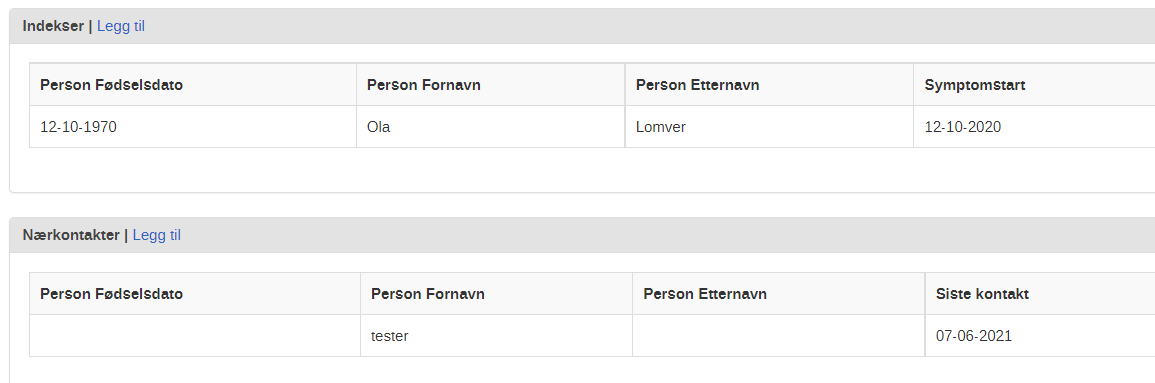 Indekser | Legg til
Person Fødselsdato Person Fornavn Person Etternavn Symptomstart
12-10-1970 Ola Lomver 12-10-2020
Nærkontakter | Legg til
Person Fødselsdato Person Fornavn Person Etternavn Siste kontakt
tester 07-06-2021